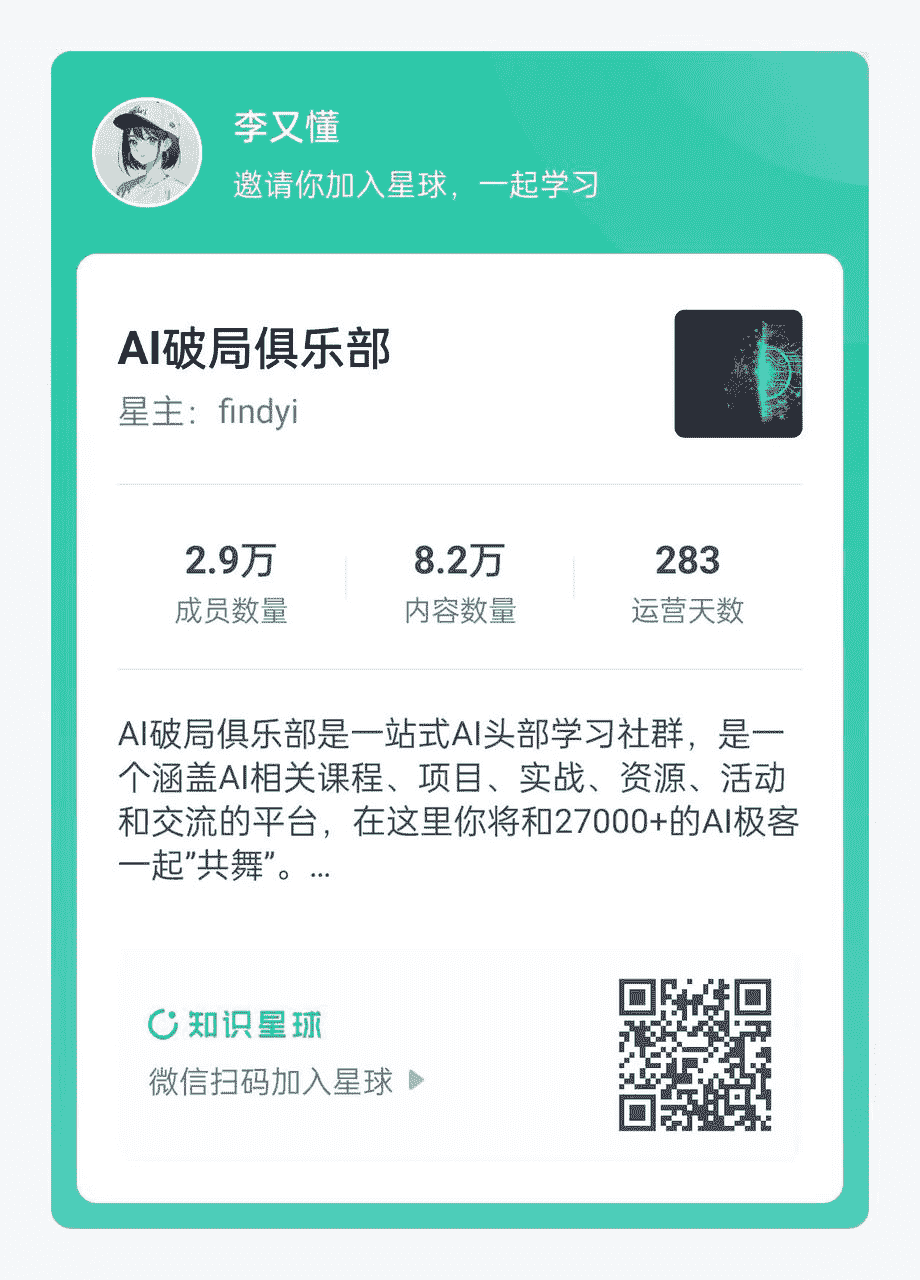 李又懂
邀请你加入星球，一起学习
AI破局俱乐部
星主：findyi
2.9万
8.2万
283
成员数量
内容数量
运营天数
AI破局俱乐部是一站式AI头部学习社群，是一
个涵盖AI相关课程、项目、实战、资源、活动
和交流的平台，在这里你将和27000+的AI极客
一起”共舞”。...
知识星球
微信扫码加入星球